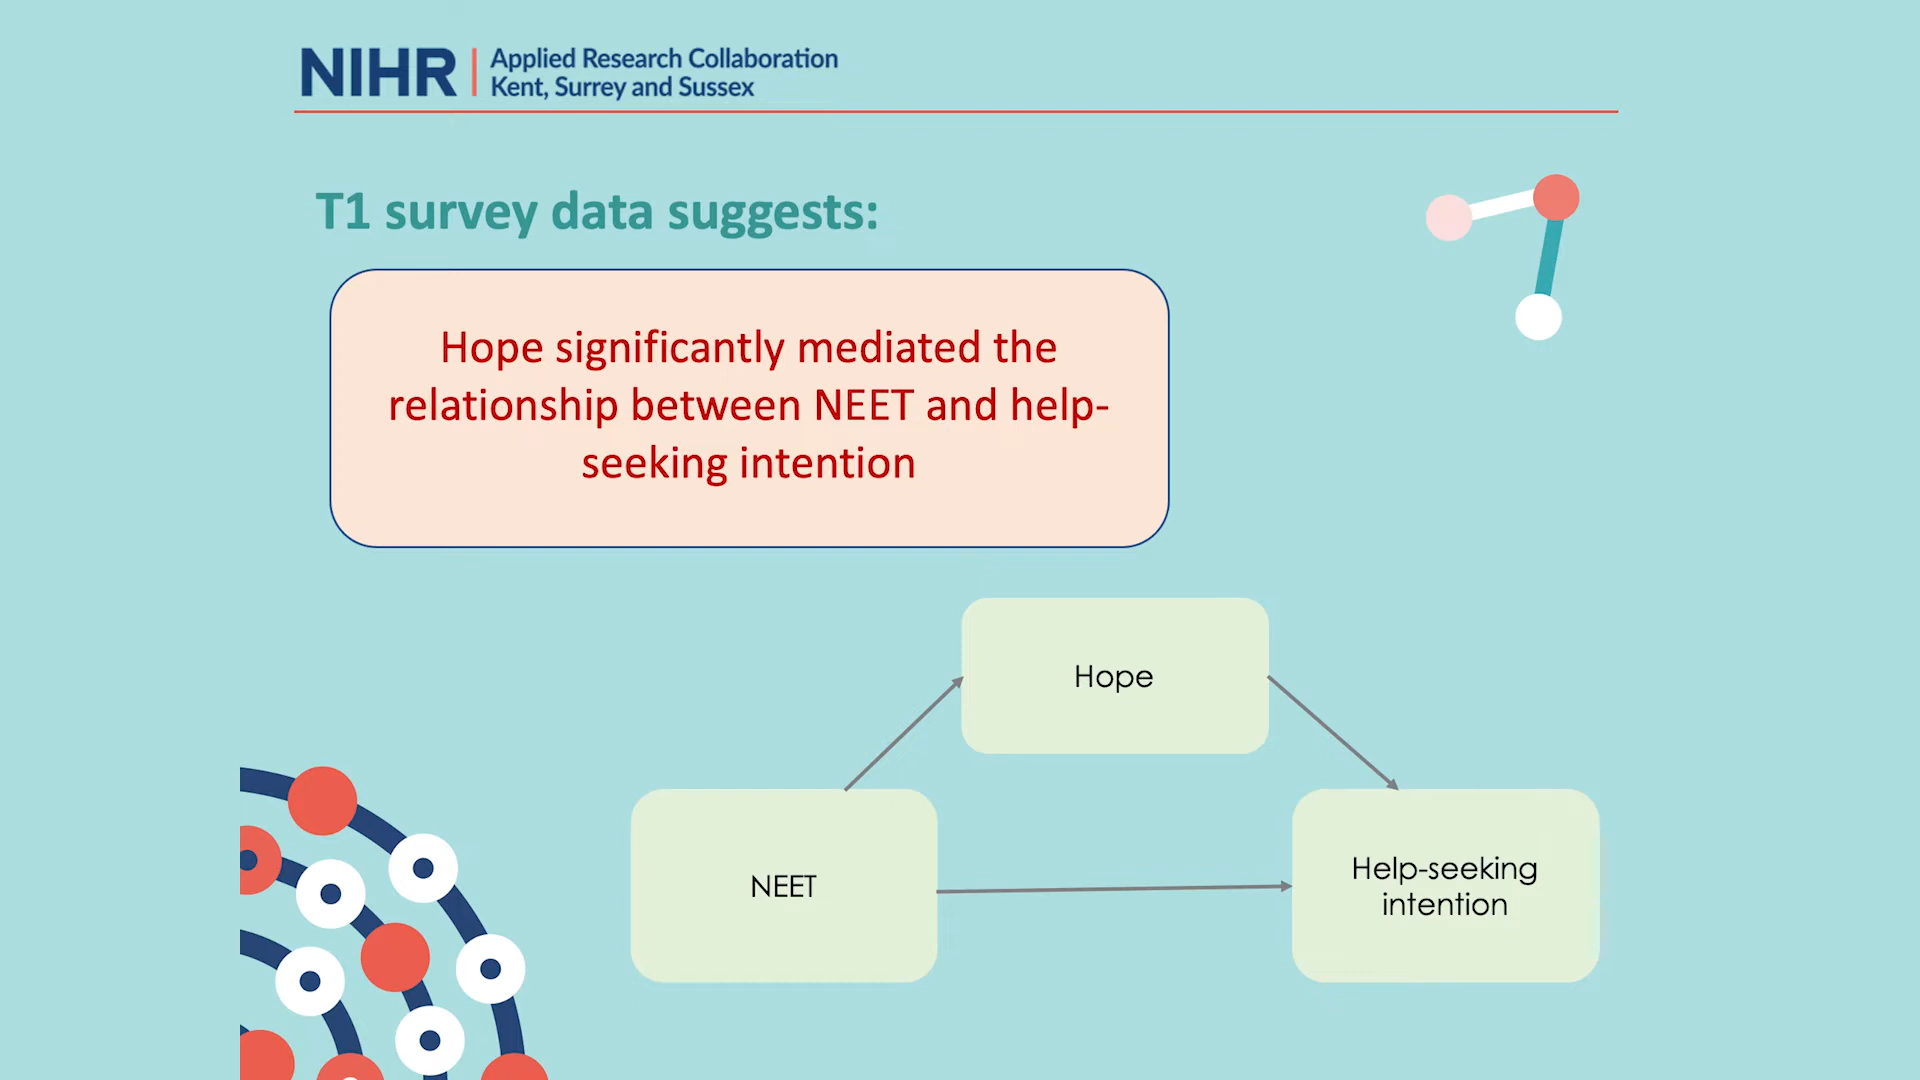 NIHR
Applied Research Collaboration
Kent, Surrey and Sussex
T1 survey data suggests:
Hope significantly mediated the
relationship between NEET and help-
seeking intention
Hope
NEET
Help-seeking
intention